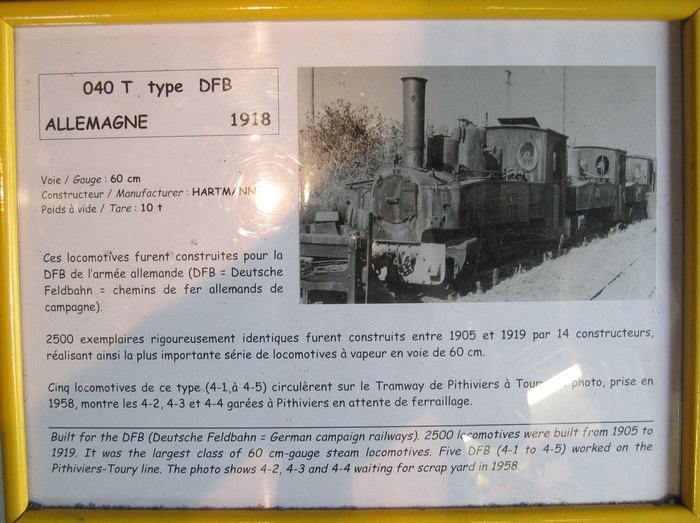 040 T type DFB
ALLEMAGNE 1918
Voie / Gauge : 60 cm
Constructeur / Manufacturer : HARTMANN
Poids à vide / Tare : 10 t
Ces locomotives furent construites pour la
DFB de l'armée allemande (DFB = Deutsche
Feldbahn = chemins de fer allemands de
campagne).
2500 exemplaires rigoureusement identiques furent construits entre 1905 et 1919 par 14 constructeurs,
réalisant ainsi la plus importante série de locomotives à vapeur en voie de 60 cm.
Cinq locomotives de ce type (4-1,à 4-5) circulèrent sur le Tramway de Pithiviers à photo, prise en
1958, montre les 4-2, 4-3 et 4-4 garées à Pithiviers en attente de ferraillage.
Built for the DFB (Deutsche Feldbahn = German campaign railways). 2500 locomotives were built from 1905 to
1919. It was the largest class of 60 cm-gauge steam locomotives. Five DFB (4-1 to 4-5) worked on the
Pithiviers-Toury line. The photo shows 4-2, 4-3 and 4-4 waiting for scrap yard in 1958.